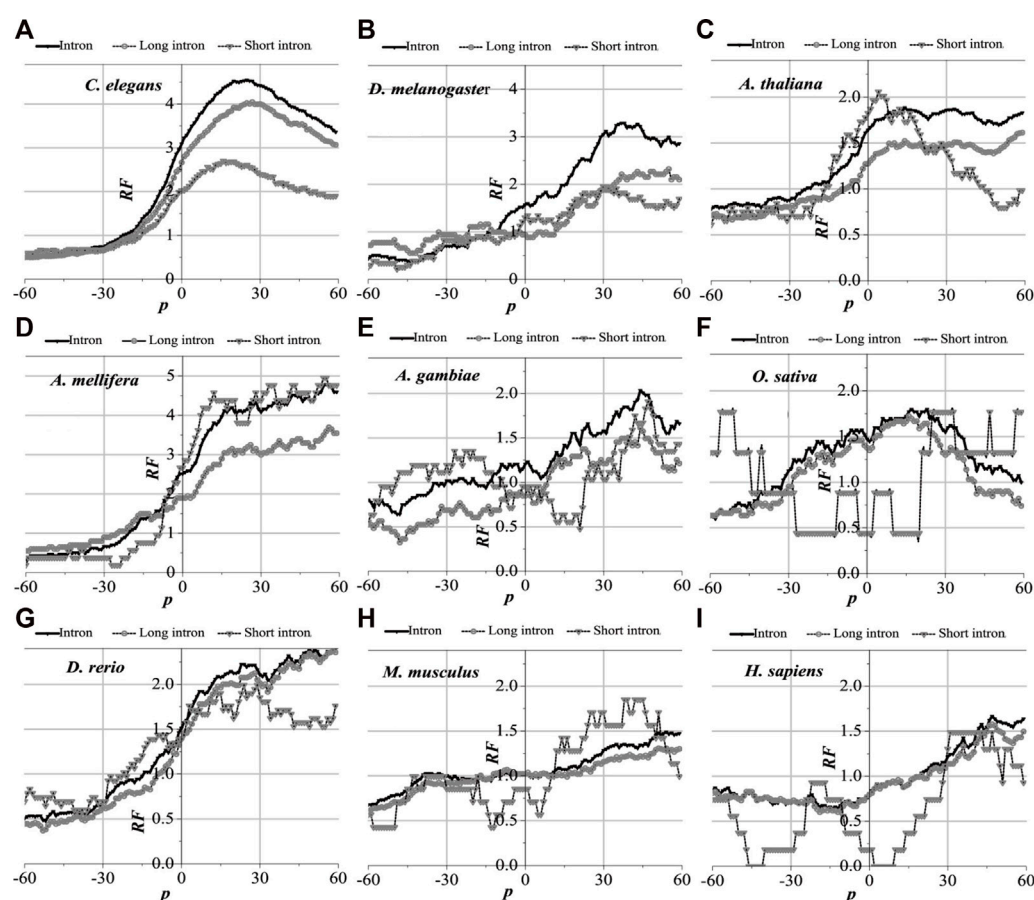 A
Intron Long intron Short intron
C. elegans
RF
4
3
2
1
0
-60 -30 0 30 60
p
B
Intron Long intron Short intron
D. melanogaster
RF
4
3
2
1
0
-60 -30 0 30 60
p
C
Intron Long intron Short intron
A. thaliana
RF
2.0
1.5
1.0
0.5
0.0
-60 -30 0 30 60
p
D
Intron Long intron Short intron
A. mellifera
RF
5
4
3
2
1
0
-60 -30 0 30 60
p
E
Intron Long intron Short intron
A. gambiae
RF
2.0
1.5
1.0
0.5
0.0
-60 -30 0 30 60
p
F
Intron Long intron Short intron
O. sativa
RF
2.0
1.5
1.0
0.5
0.0
-60 -30 0 30 60
p
G
Intron Long intron Short intron
D. rerio
RF
2.0
1.5
1.0
0.5
0.0
-60 -30 0 30 60
p
H
Intron Long intron Short intron
M. musculus
RF
2.0
1.5
1.0
0.5
0.0
-60 -30 0 30 60
p
I
Intron Long intron Short intron
H. sapiens
RF
2.0
1.5
1.0
0.5
0.0
-60 -30 0 30 60
p